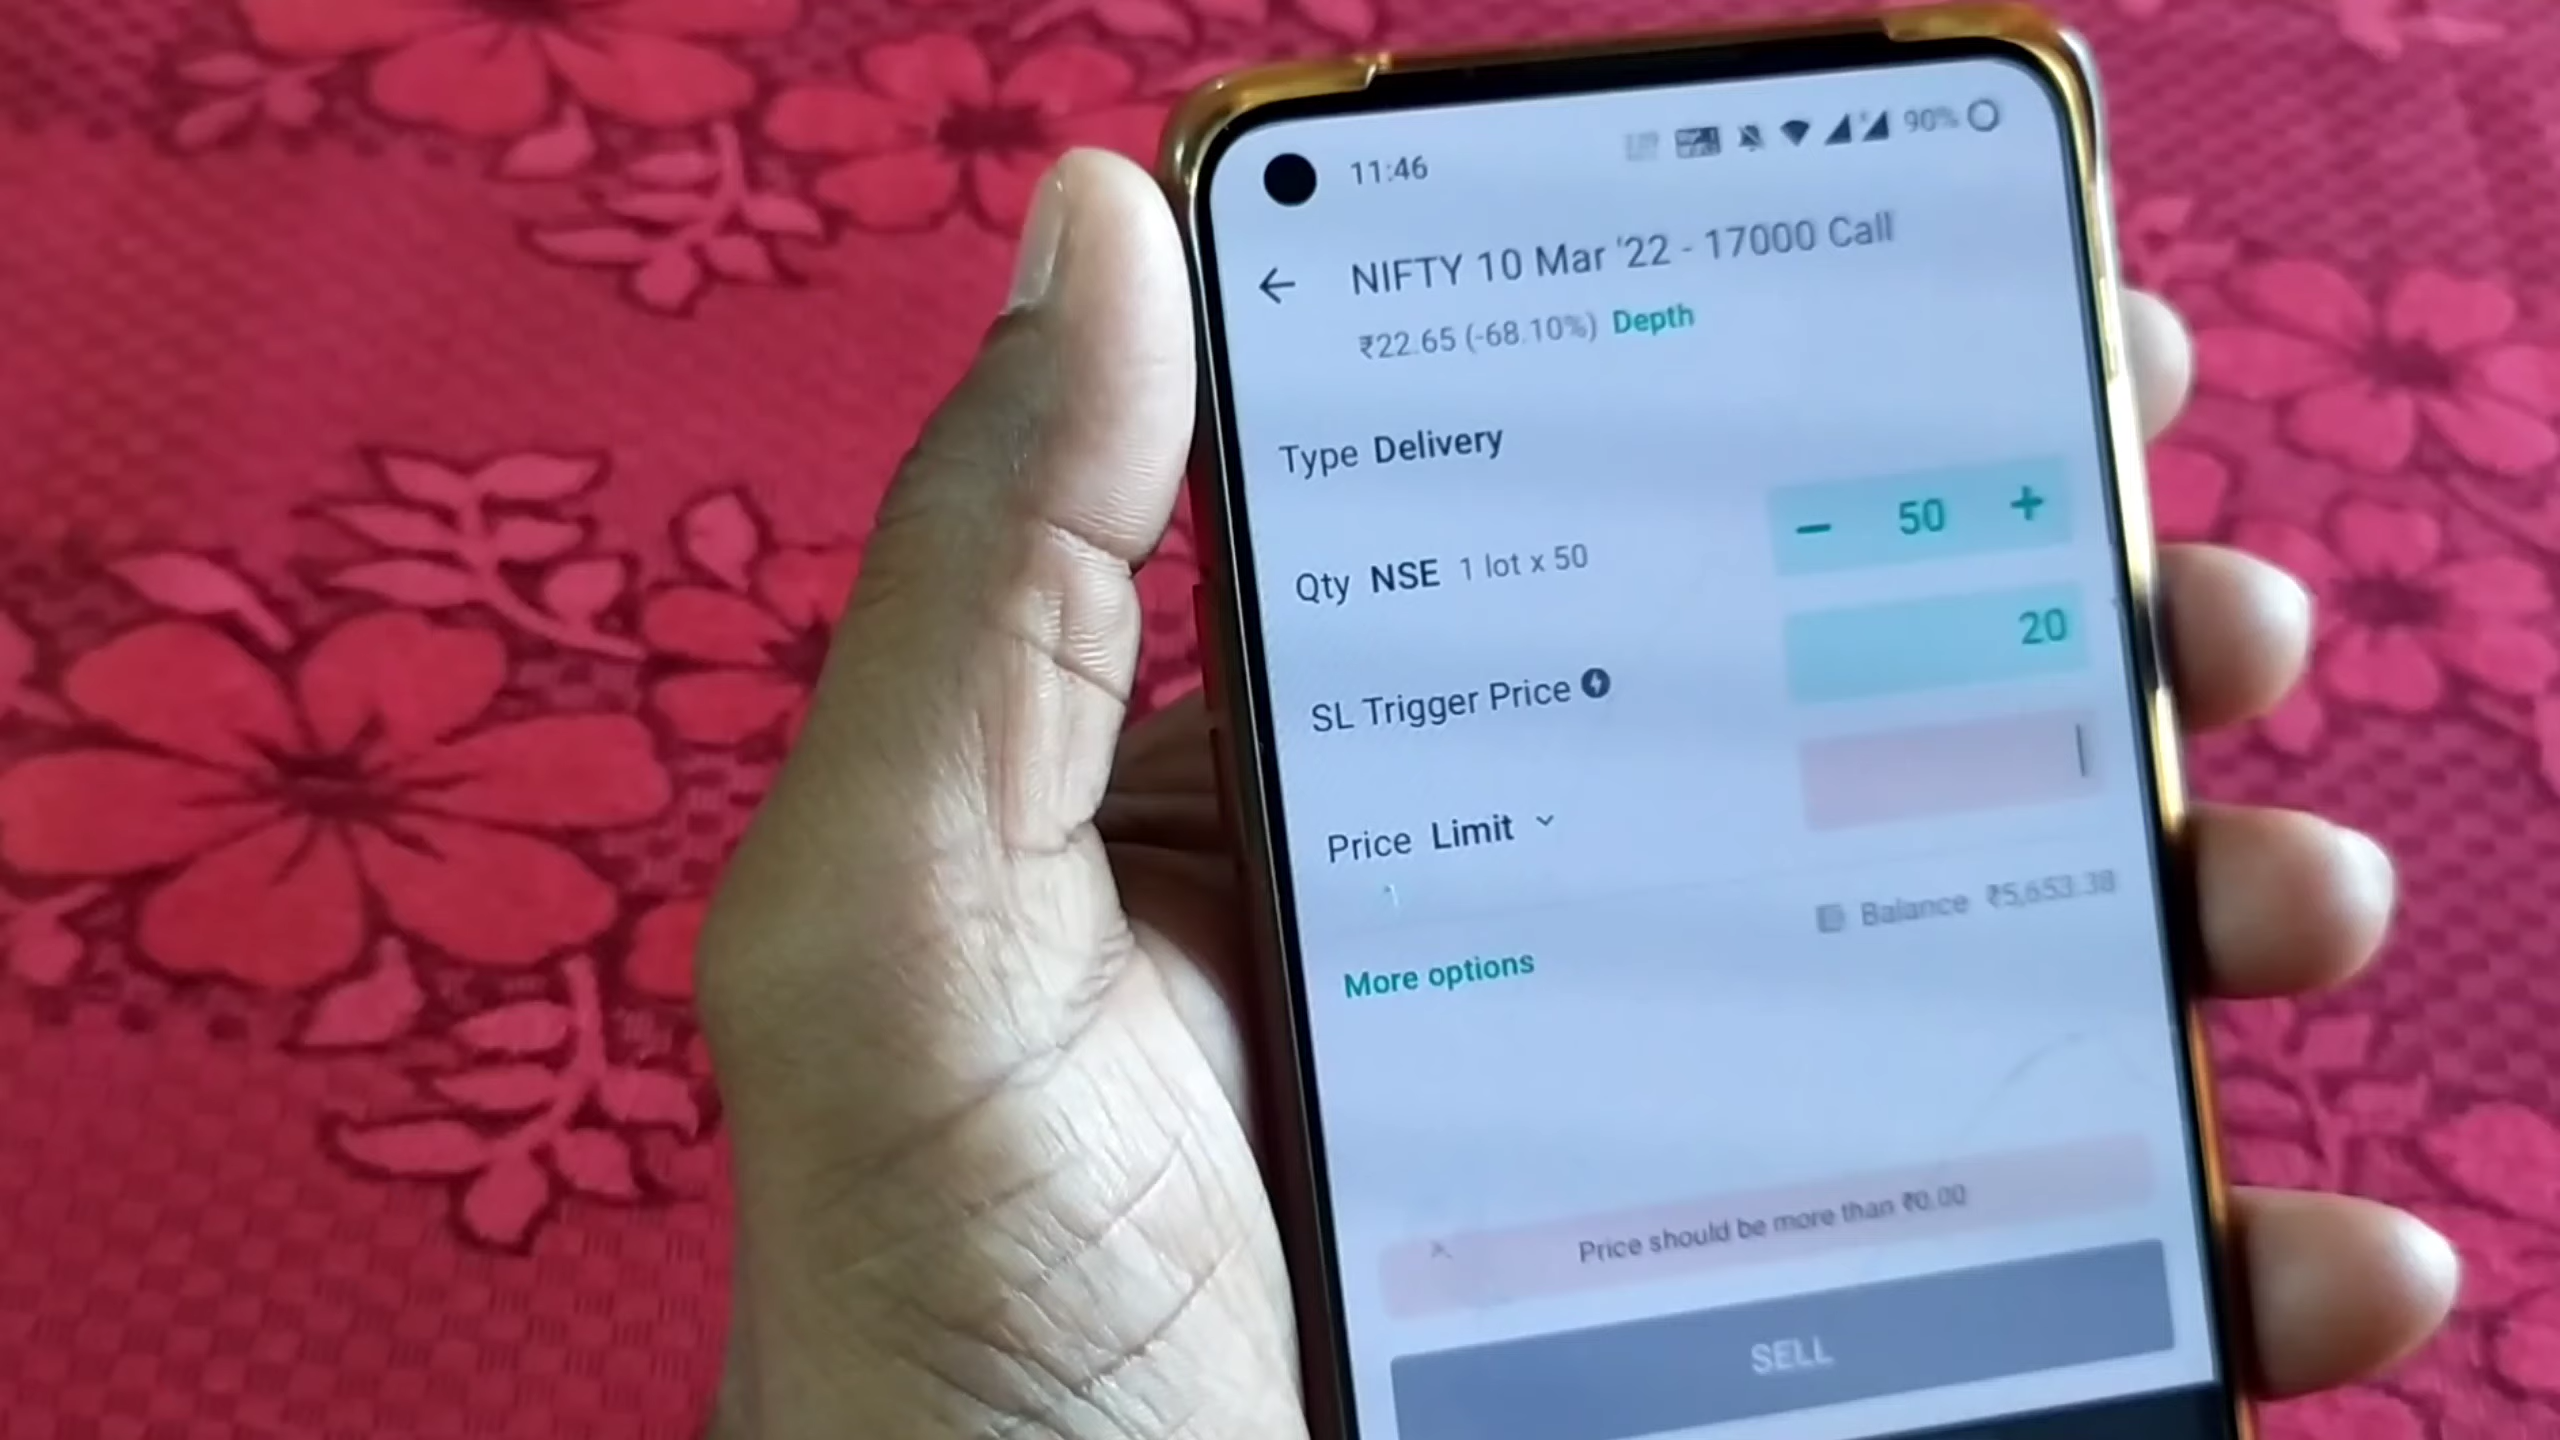 11:46
90%
NIFTY 10 Mar '22 - 17000 Call
₹22.65 (-68.10%) Depth
Type Delivery
Qty NSE 1 lot x 50
50
SL Trigger Price
20
Price Limit
Balance ₹5,653.38
More options
Price should be more than ₹0.00
SELL